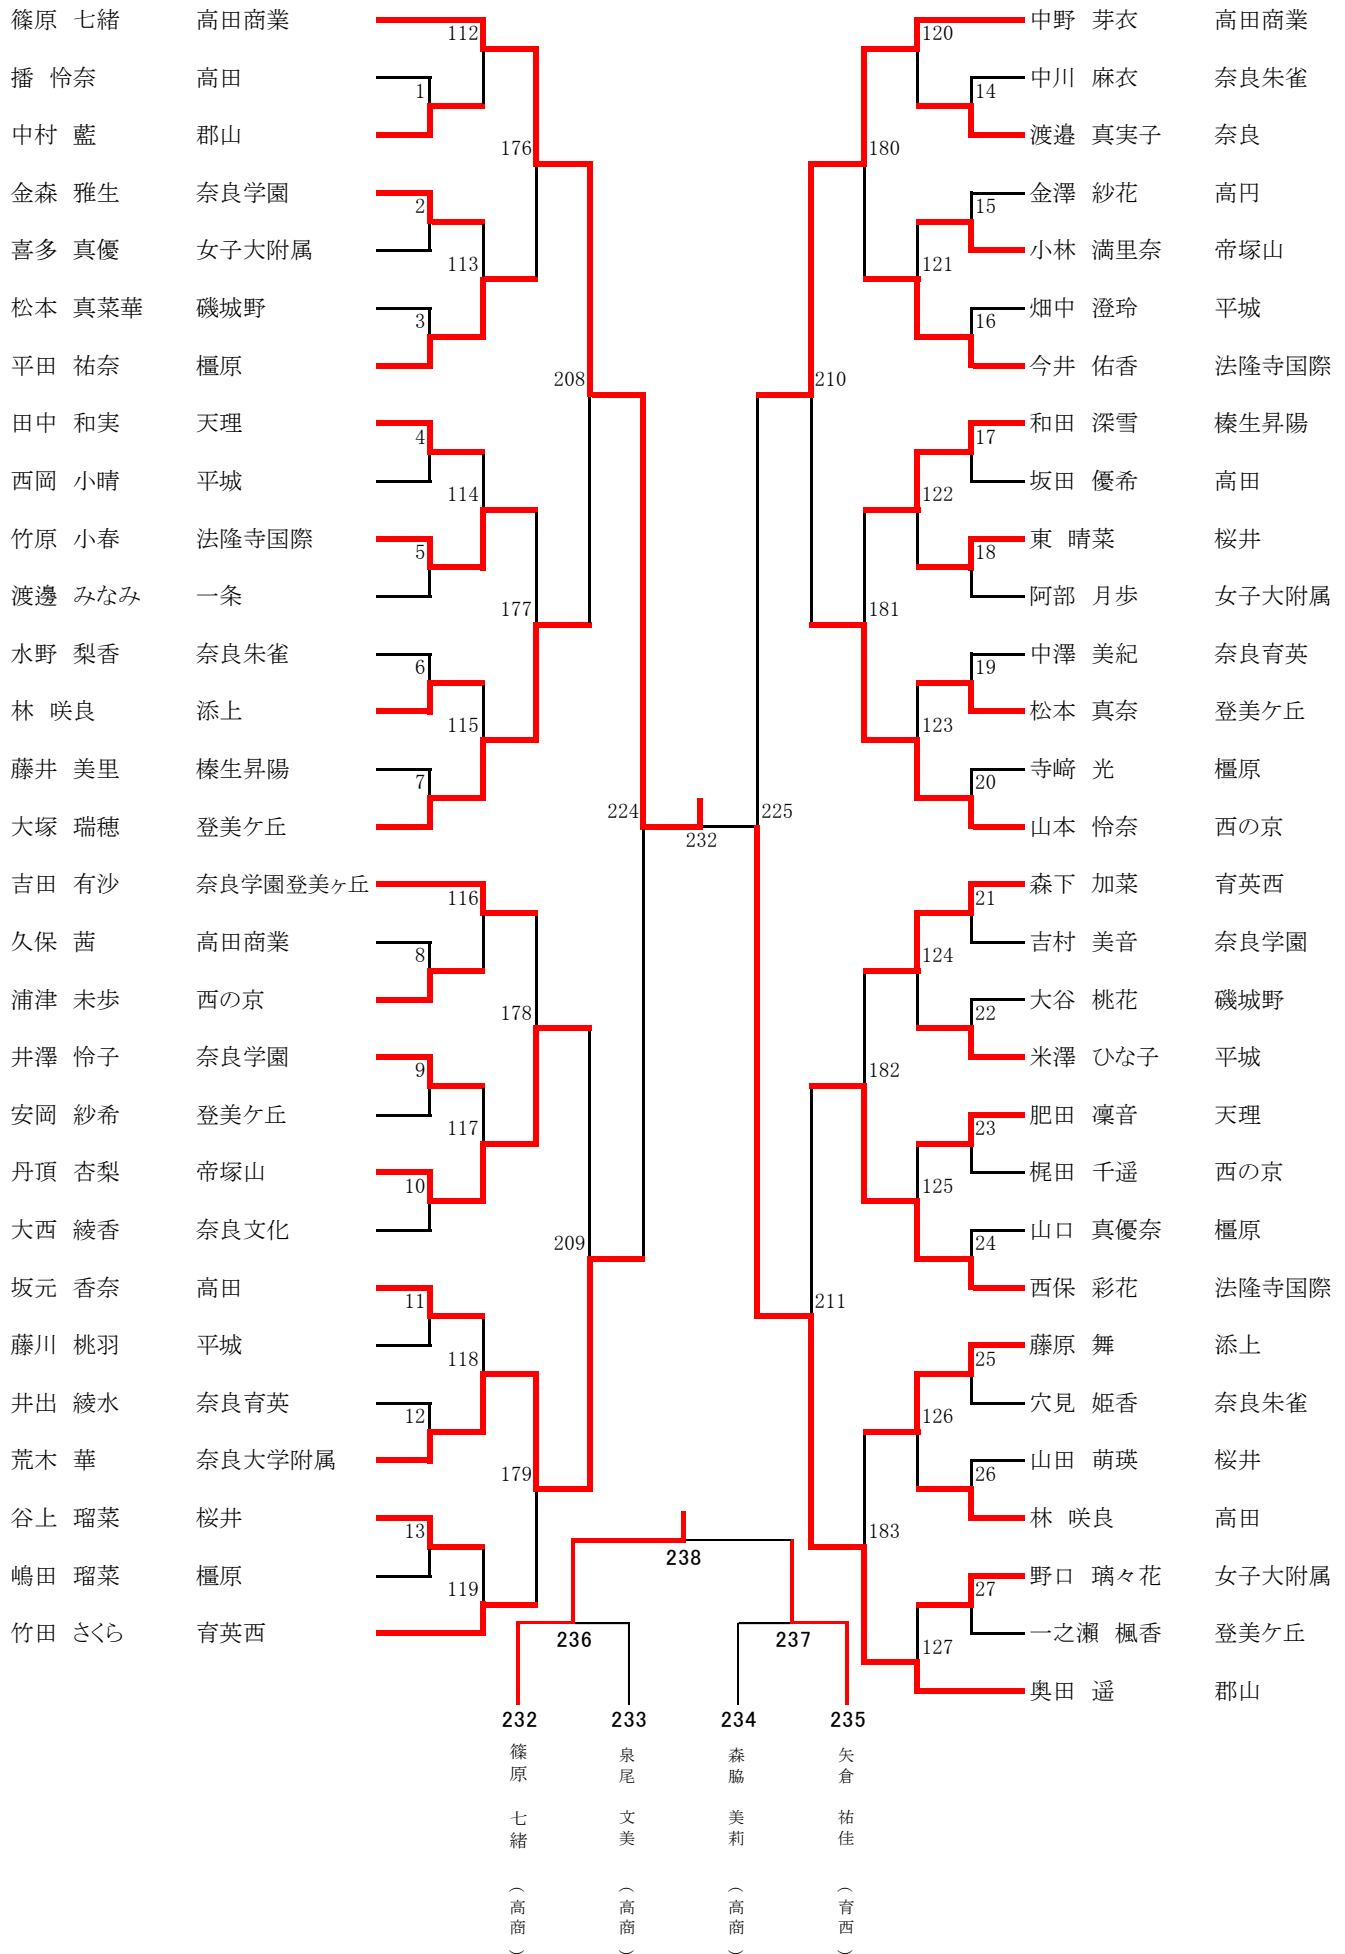 篠原 七緒 高田商業
播 怜奈 高田
中村 藍 郡山
金森 雅生 奈良学園
喜多 真優 女子大附属
松本 真菜華 磯城野
平田 祐奈 橿原
田中 和実 天理
西岡 小晴 平城
竹原 小春 法隆寺国際
渡邊 みなみ 一条
水野 梨香 奈良朱雀
林 咲良 添上
藤井 美里 榛生昇陽
大塚 瑞穂 登美ケ丘
吉田 有沙 奈良学園登美ヶ丘
久保 茜 高田商業
浦津 未歩 西の京
井澤 怜子 奈良学園
安岡 紗希 登美ケ丘
丹頂 杏梨 帝塚山
大西 綾香 奈良文化
坂元 香奈 高田
藤川 桃羽 平城
井出 綾水 奈良育英
荒木 華 奈良大学附属
谷上 瑠菜 桜井
嶋田 瑠菜 橿原
竹田 さくら 育英西
112
1
2
113
3
176
4
114
5
177
6
115
7
208
116
8
178
9
117
10
11
118
12
179
13
119
209
224
232
225
120
14
180
15
121
16
210
17
122
18
181
19
123
20
21
124
22
182
23
125
24
211
25
126
26
183
27
127
中野 芽衣 高田商業
中川 麻衣 奈良朱雀
渡邉 真実子 奈良
金澤 紗花 高円
小林 満里奈 帝塚山
畑中 澄玲 平城
今井 佑香 法隆寺国際
和田 深雪 榛生昇陽
坂田 優希 高田
東 晴菜 桜井
阿部 月歩 女子大附属
中澤 美紀 奈良育英
松本 真奈 登美ケ丘
寺﨑 光 橿原
山本 怜奈 西の京
森下 加菜 育英西
吉村 美音 奈良学園
大谷 桃花 磯城野
米澤 ひな子 平城
肥田 凜音 天理
梶田 千遥 西の京
山口 真優奈 橿原
西保 彩花 法隆寺国際
藤原 舞 添上
穴見 姫香 奈良朱雀
山田 萌瑛 桜井
林 咲良 高田
野口 璃々花 女子大附属
一之瀬 楓香 登美ケ丘
奥田 遥 郡山
238
236 237
232 233 234 235
篠原 七緒 （高商）
泉尾 文美 （高商）
森脇 美莉 （高商）
矢倉 祐佳 （育西）